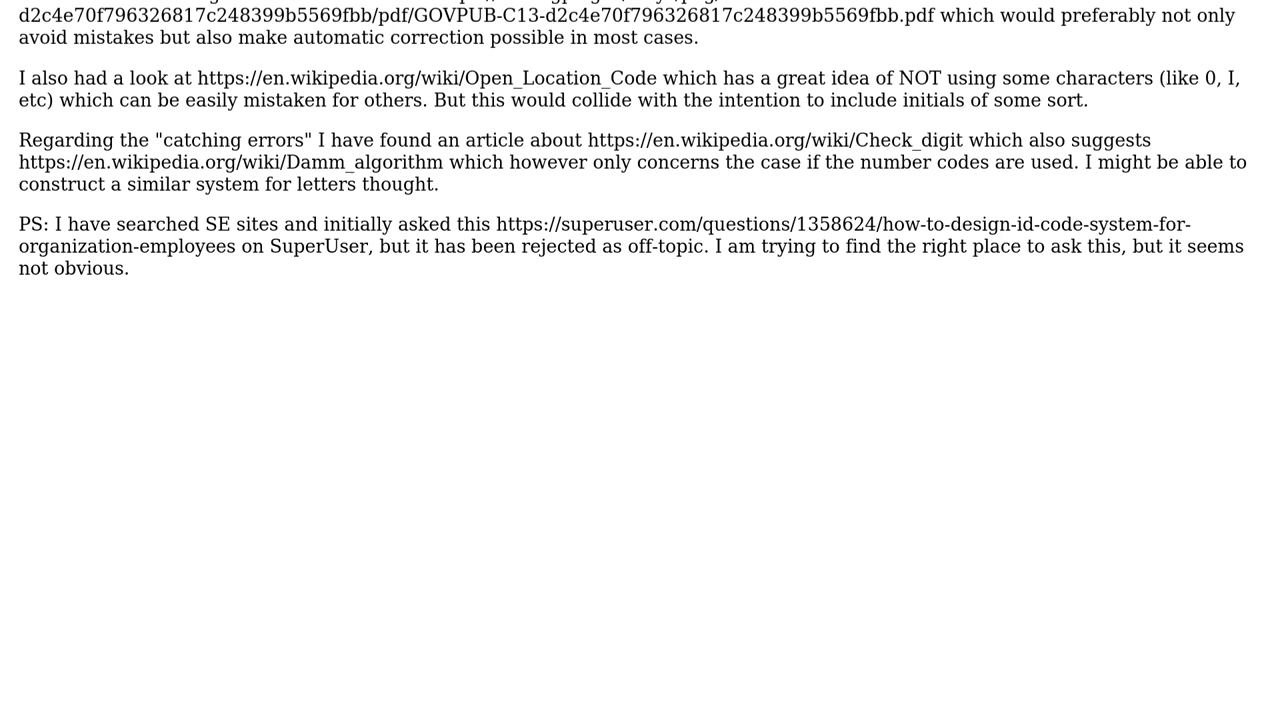 d2c4e70f796326817c248399b5569fbb/pdf/GOVPUB-C13-d2c4e70f796326817c248399b5569fbb.pdf which would preferably not only
avoid mistakes but also make automatic correction possible in most cases.
I also had a look at https://en.wikipedia.org/wiki/Open_Location_Code which has a great idea of NOT using some characters (like 0, I,
etc) which can be easily mistaken for others. But this would collide with the intention to include initials of some sort.
Regarding the "catching errors" I have found an article about https://en.wikipedia.org/wiki/Check_digit which also suggests
https://en.wikipedia.org/wiki/Damm_algorithm which however only concerns the case if the number codes are used. I might be able to
construct a similar system for letters thought.
PS: I have searched SE sites and initially asked this https://superuser.com/questions/1358624/how-to-design-id-code-system-for-
organization-employees on SuperUser, but it has been rejected as off-topic. I am trying to find the right place to ask this, but it seems
not obvious.